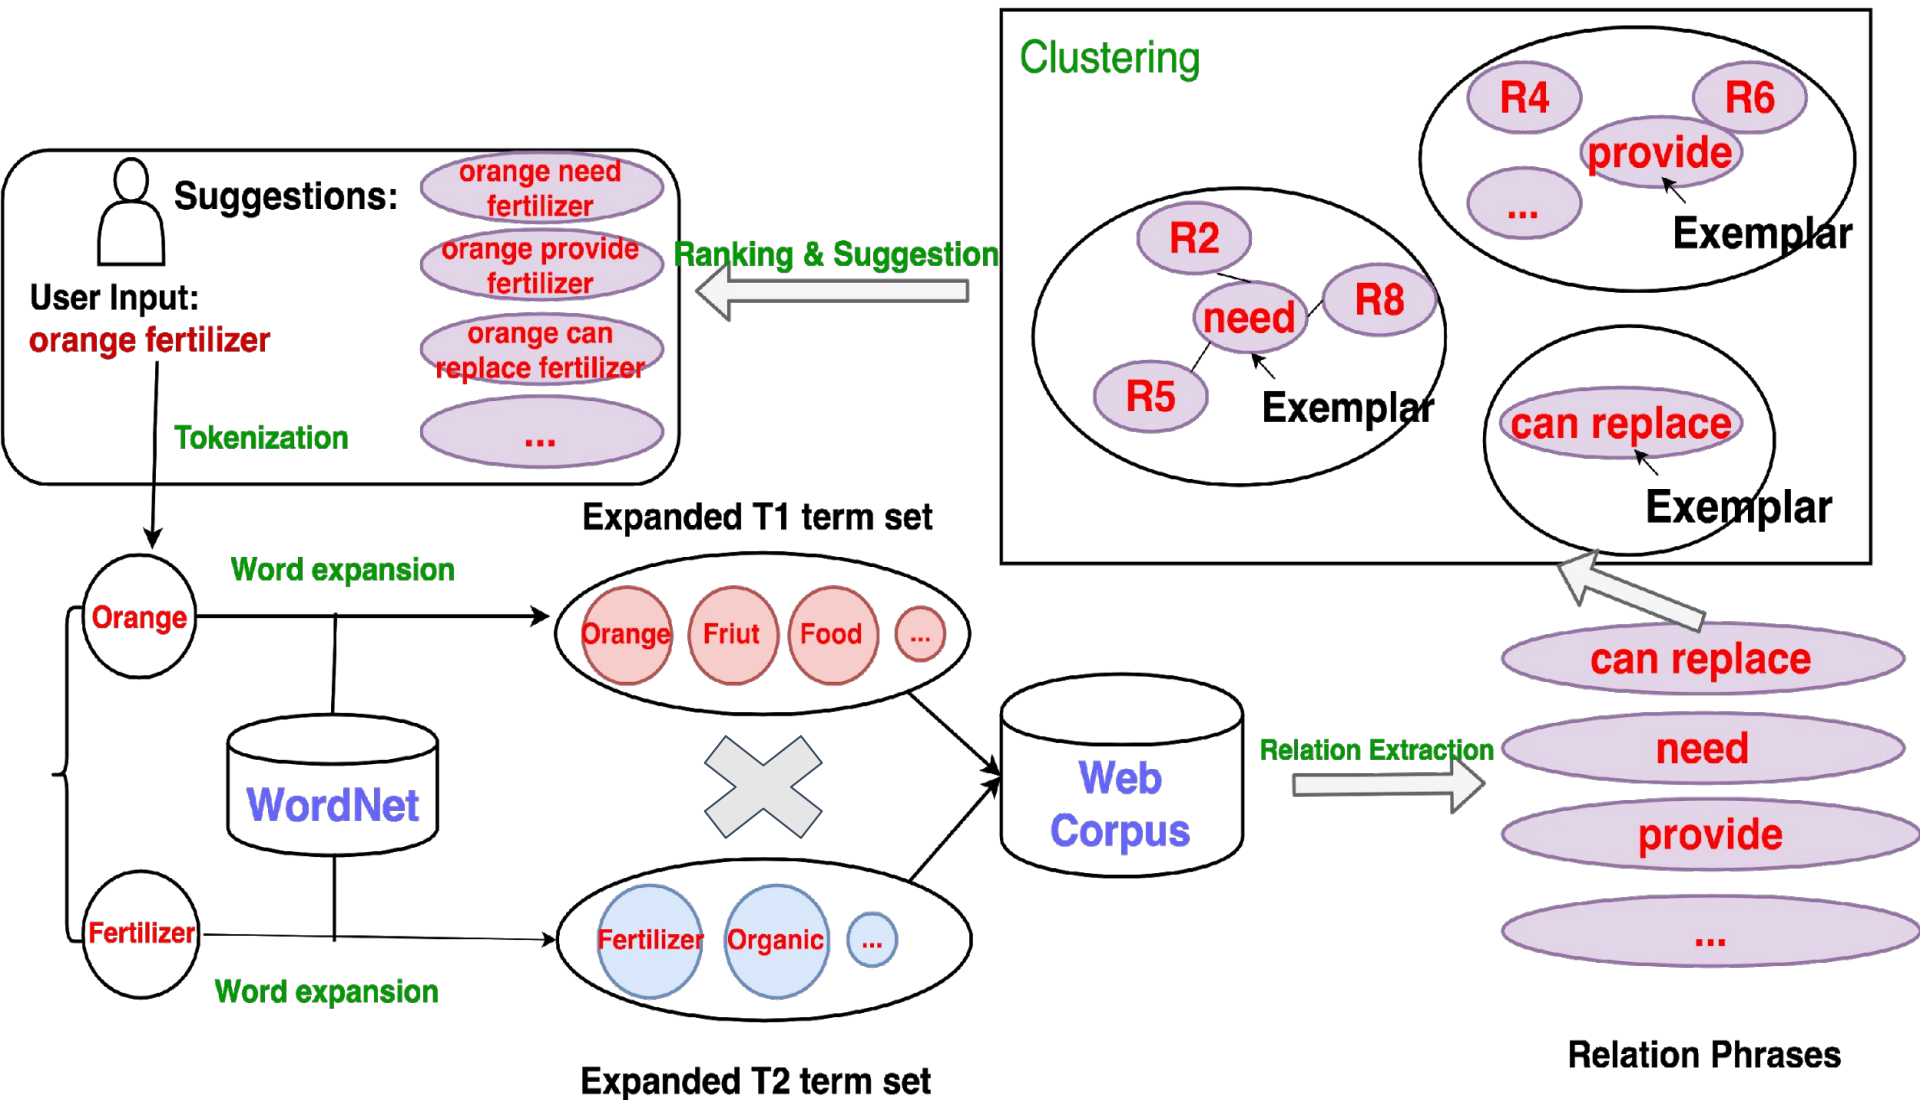 Clustering
R4
R6
provide
...
Exemplar
R2
need
R8
R5
Exemplar
can replace
Exemplar
Suggestions:
orange need
fertilizer
orange provide
fertilizer
orange can
replace fertilizer
...
User Input:
orange fertilizer
Ranking & Suggestion
Tokenization
Expanded T1 term set
Orange
Word expansion
Orange
Friut
Food
...
WordNet
Fertilizer
Word expansion
Fertilizer
Organic
...
Expanded T2 term set
Web
Corpus
Relation Extraction
can replace
need
provide
...
Relation Phrases